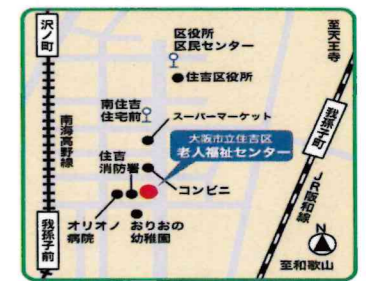 沢ノ町
区役所
区民センター
至天王寺
住吉区役所
南住吉
住宅前
スーパーマーケット
我孫子町
南海高野線
大阪市立住吉区
老人福祉センター
住吉
消防署
コンビニ
JR阪和線
我孫子前
オリオノ
病院
おりおの
幼稚園
N
至和歌山